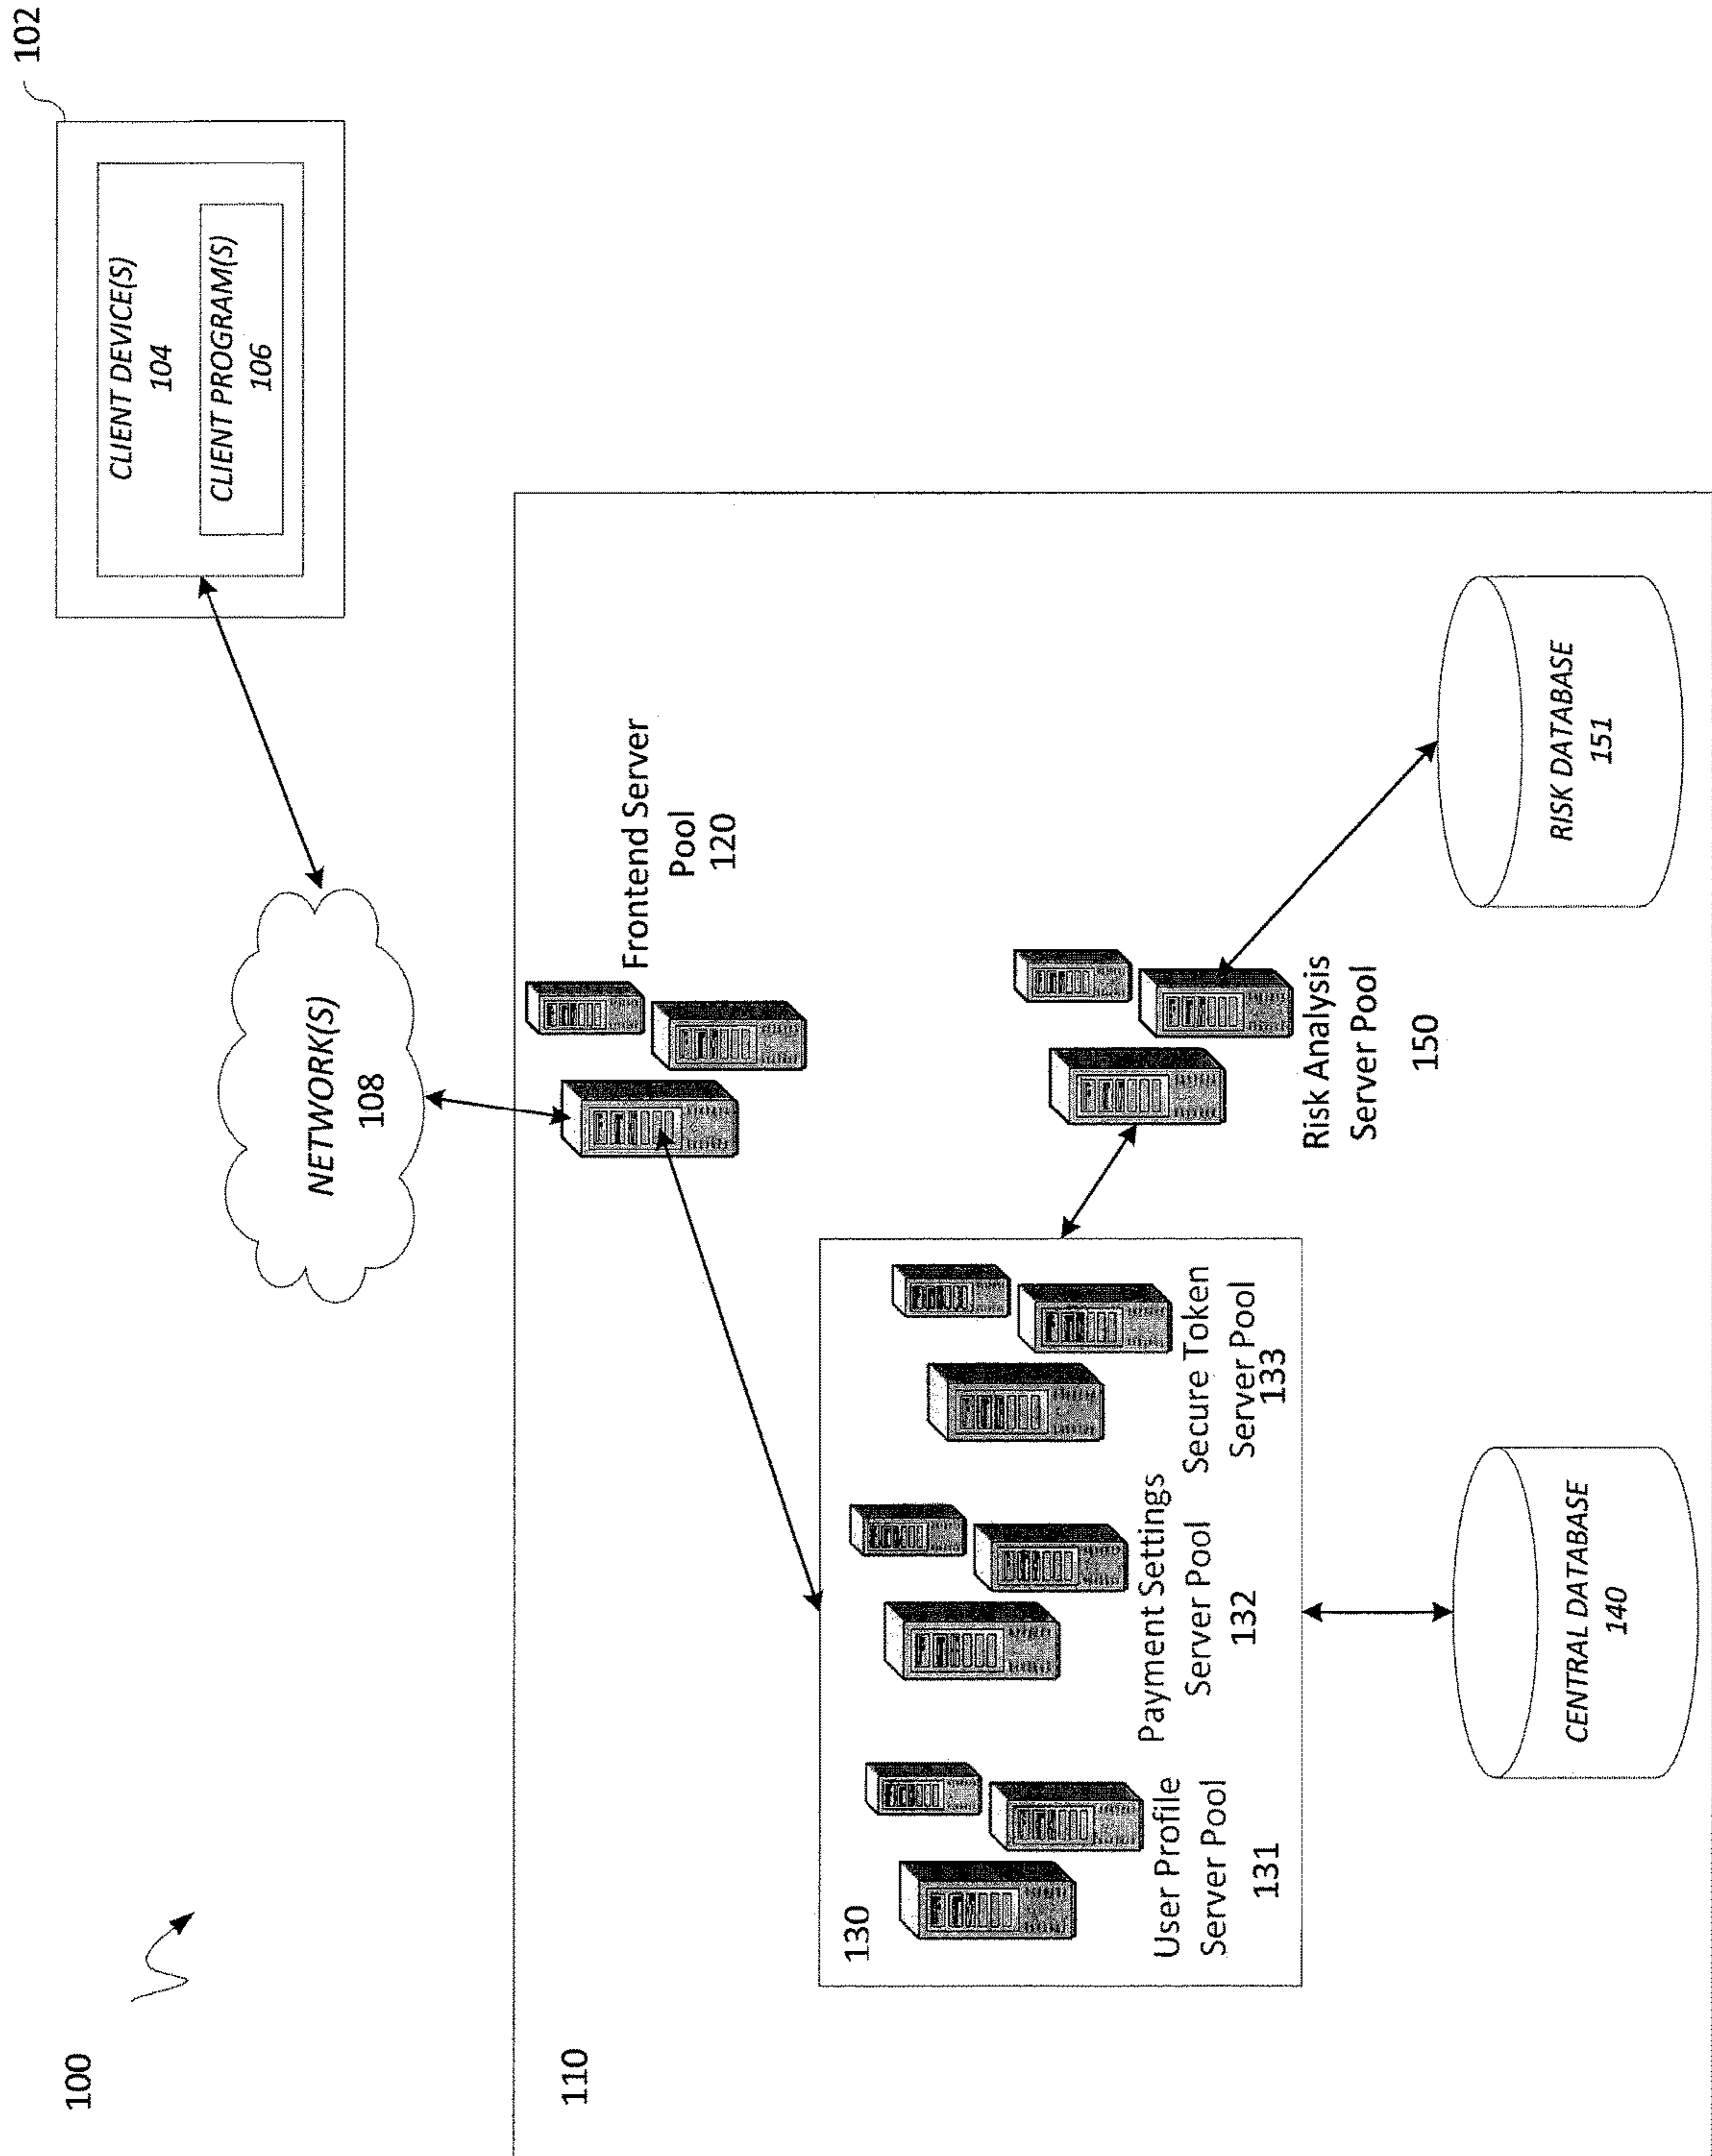 100
102
CLIENT DEVICE(S)
104
CLIENT PROGRAM(S)
106
NETWORK(S)
108
110
Frontend Server
Pool
120
130
User Profile
Server Pool
131
Payment Settings
Server Pool
132
Secure Token
Server Pool
133
Risk Analysis
Server Pool
150
CENTRAL DATABASE
140
RISK DATABASE
151